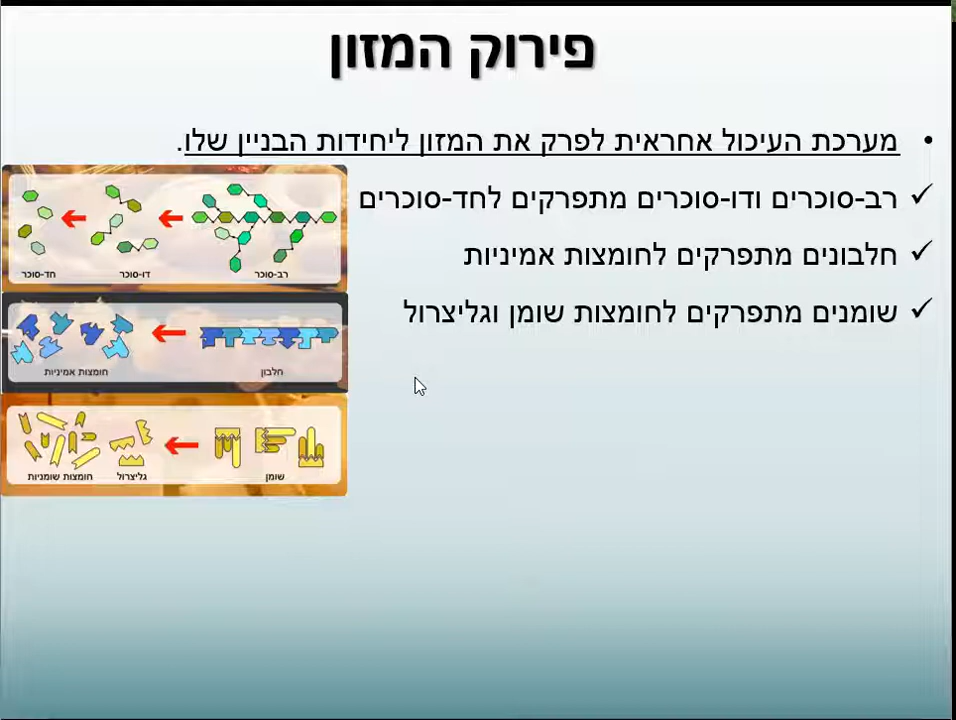 פירוק המזון
• מערכת העיכול אחראית לפרק את המזון ליחידות הבניין שלו.
✓ רב-סוכרים ודו-סוכרים מתפרקים לחד-סוכרים
✓ חלבונים מתפרקים לחומצות אמיניות
✓ שומנים מתפרקים לחומצות שומן וגליצרול
רב-סוכר דו-סוכר חד-סוכר
חלבון חומצות אמיניות
שומן גליצרול חומצות שומניות